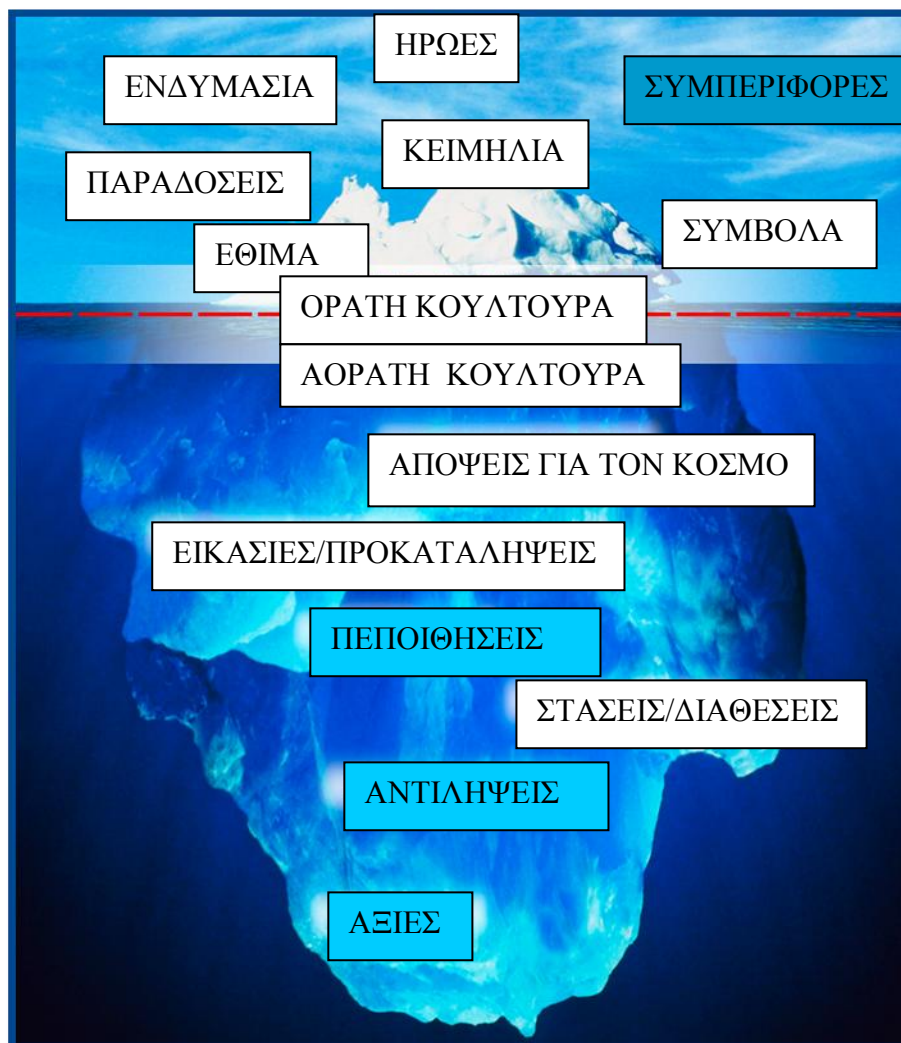 ΗΡΩΕΣ
ΕΝΔΥΜΑΣΙΑ
ΣΥΜΠΕΡΙΦΟΡΕΣ
ΚΕΙΜΗΛΙΑ
ΠΑΡΑΔΟΣΕΙΣ
ΣΥΜΒΟΛΑ
ΕΘΙΜΑ
ΟΡΑΤΗ ΚΟΥΛΤΟΥΡΑ
ΑΟΡΑΤΗ ΚΟΥΛΤΟΥΡΑ
ΑΠΟΨΕΙΣ ΓΙΑ ΤΟΝ ΚΟΣΜΟ
ΕΙΚΑΣΙΕΣ/ΠΡΟΚΑΤΑΛΗΨΕΙΣ
ΠΕΠΟΙΘΗΣΕΙΣ
ΣΤΑΣΕΙΣ/ΔΙΑΘΕΣΕΙΣ
ΑΝΤΙΛΗΨΕΙΣ
ΑΞΙΕΣ